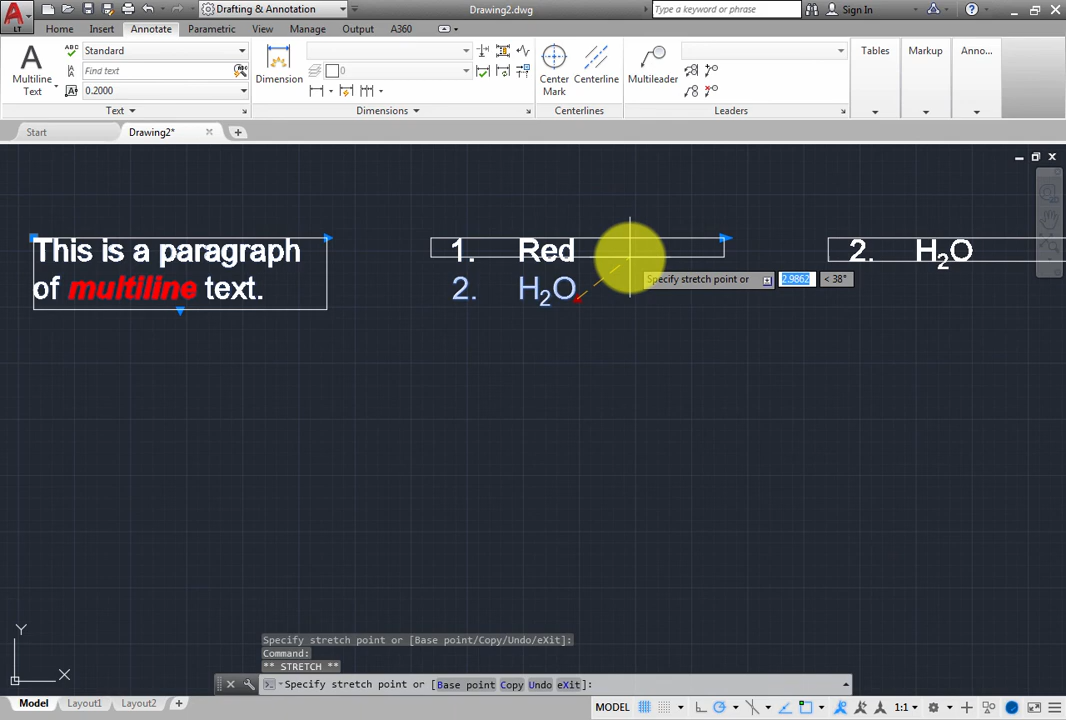 LT
Drafting & Annotation
Drawing2.dwg
Type a keyword or phrase
Sign In
Home
Insert
Annotate
Parametric
View
Manage
Output
A360
A
Multiline
Text
ABC
Standard
Find text
0.2000
Text
Dimension
0
Dimensions
Center
Mark
Centerline
Centerlines
Multileader
Leaders
Tables
Markup
Anno...
Start
Drawing2*
This is a paragraph
of multiline text.
1. Red
2. H2O
2. H2O
Specify stretch point or
2.9862
< 38°
Y
X
Specify stretch point or [Base point/Copy/Undo/eXit]:
Command:
** STRETCH **
Specify stretch point or [Base point Copy Undo eXit]:
Model
Layout1
Layout2
MODEL
1:1